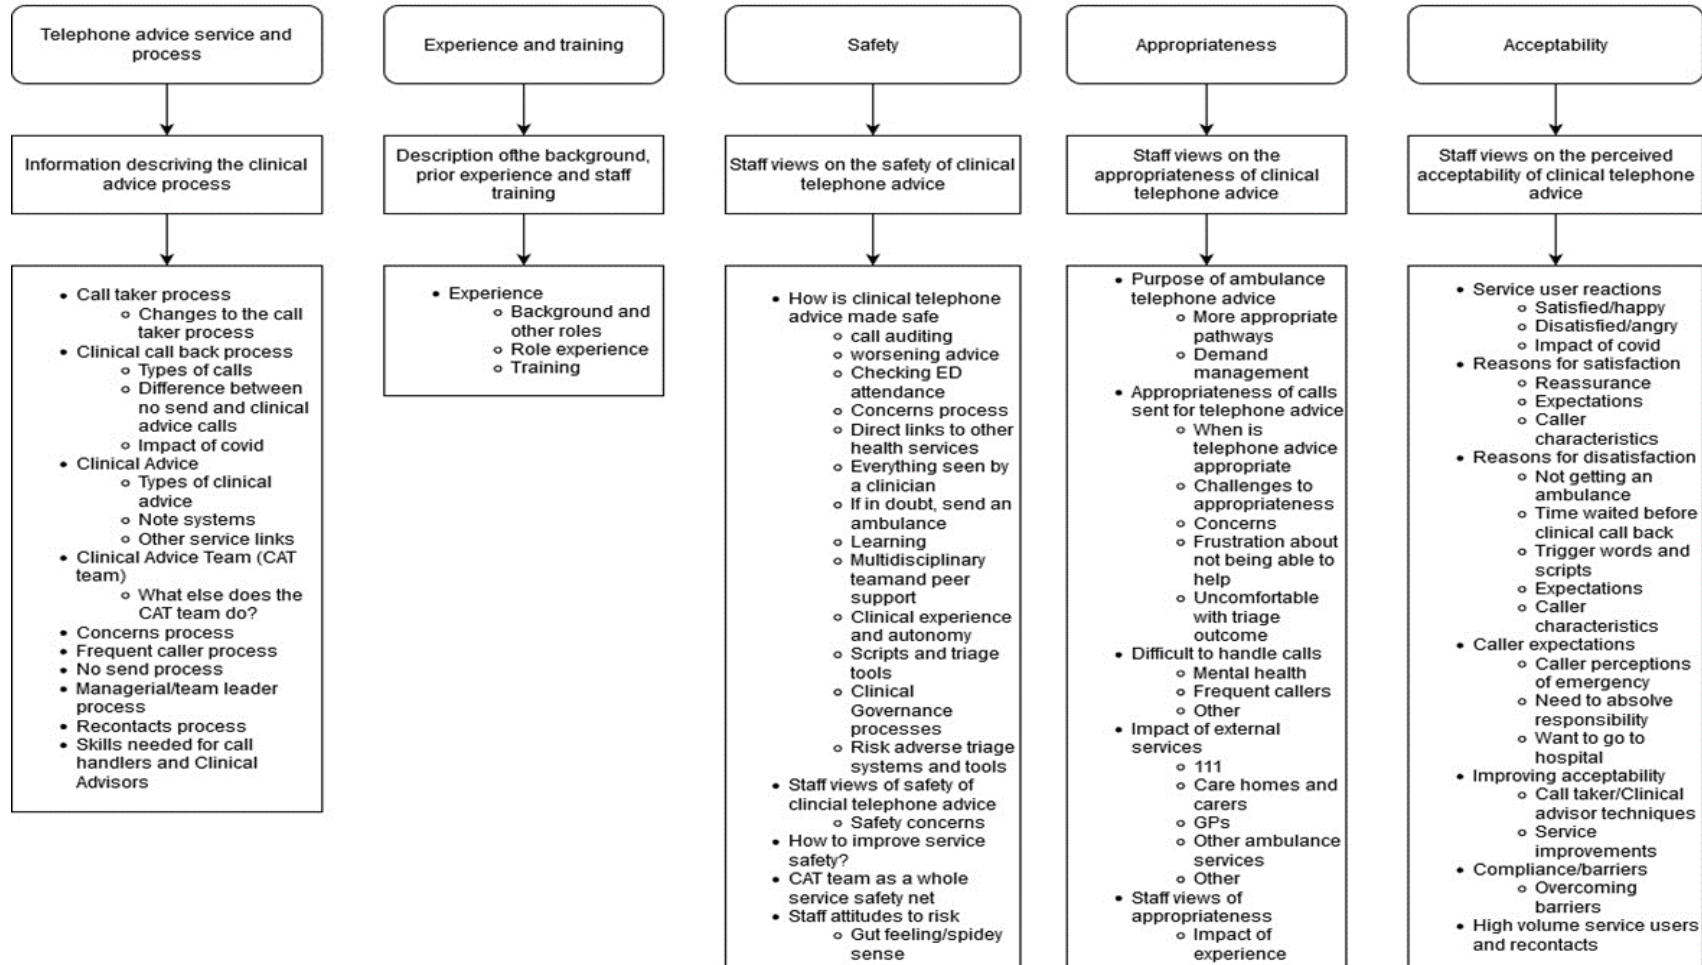 Telephone advice service and
process
Information descriving the clinical
advice process
• Call taker process
o Changes to the call
taker process
• Clinical call back process
o Types of calls
o Difference between
no send and clinical
advice calls
o Impact of covid
• Clinical Advice
o Types of clinical
advice
o Note systems
o Other service links
• Clinical Advice Team (CAT
team)
o What else does the
CAT team do?
• Concerns process
• Frequent caller process
• No send process
• Managerial/team leader
process
• Recontacts process
• Skills needed for call
handlers and Clinical
Advisors
Experience and training
Description ofthe background,
prior experience and staff
training
• Experience
o Background and
other roles
o Role experience
o Training
Safety
Staff views on the safety of clinical
telephone advice
• How is clinical telephone
advice made safe
o call auditing
o worsening advice
o Checking ED
attendance
o Concerns process
o Direct links to other
health services
o Everything seen by
a clinician
o If in doubt, send an
ambulance
o Learning
o Multidisciplinary
teamand peer
support
o Clinical experience
and autonomy
o Scripts and triage
tools
o Clinical
Governance
processes
o Risk adverse triage
systems and tools
• Staff views of safety of
clincial telephone advice
o Safety concerns
• How to improve service
safety?
• CAT team as a whole
service safety net
• Staff attitudes to risk
o Gut feeling/spidey
sense
Appropriateness
Staff views on the
appropriateness of clinical
telephone advice
• Purpose of ambulance
telephone advice
o More appropriate
pathways
o Demand
management
• Appropriateness of calls
sent for telephone advice
o When is
telephone advice
appropriate
o Challenges to
appropriateness
o Concerns
o Frustration about
not being able to
help
o Uncomfortable
with triage
outcome
• Difficult to handle calls
o Mental health
o Frequent callers
o Other
• Impact of external
services
o 111
o Care homes and
carers
o GPs
o Other ambulance
services
o Other
• Staff views of
appropriateness
o Impact of
experience
Acceptability
Staff views on the perceived
acceptability of clinical telephone
advice
• Service user reactions
o Satisfied/happy
o Disatisfied/angry
o Impact of covid
• Reasons for satisfaction
o Reassurance
o Expectations
o Caller
characteristics
• Reasons for disatisfaction
o Not getting an
ambulance
o Time waited before
clinical call back
o Trigger words and
scripts
o Expectations
o Caller
characteristics
• Caller expectations
o Caller perceptions
of emergency
o Need to absolve
responsibility
o Want to go to
hospital
• Improving acceptability
o Call taker/Clinical
advisor techniques
o Service
improvements
• Compliance/barriers
o Overcoming
barriers
• High volume service users
and recontacts